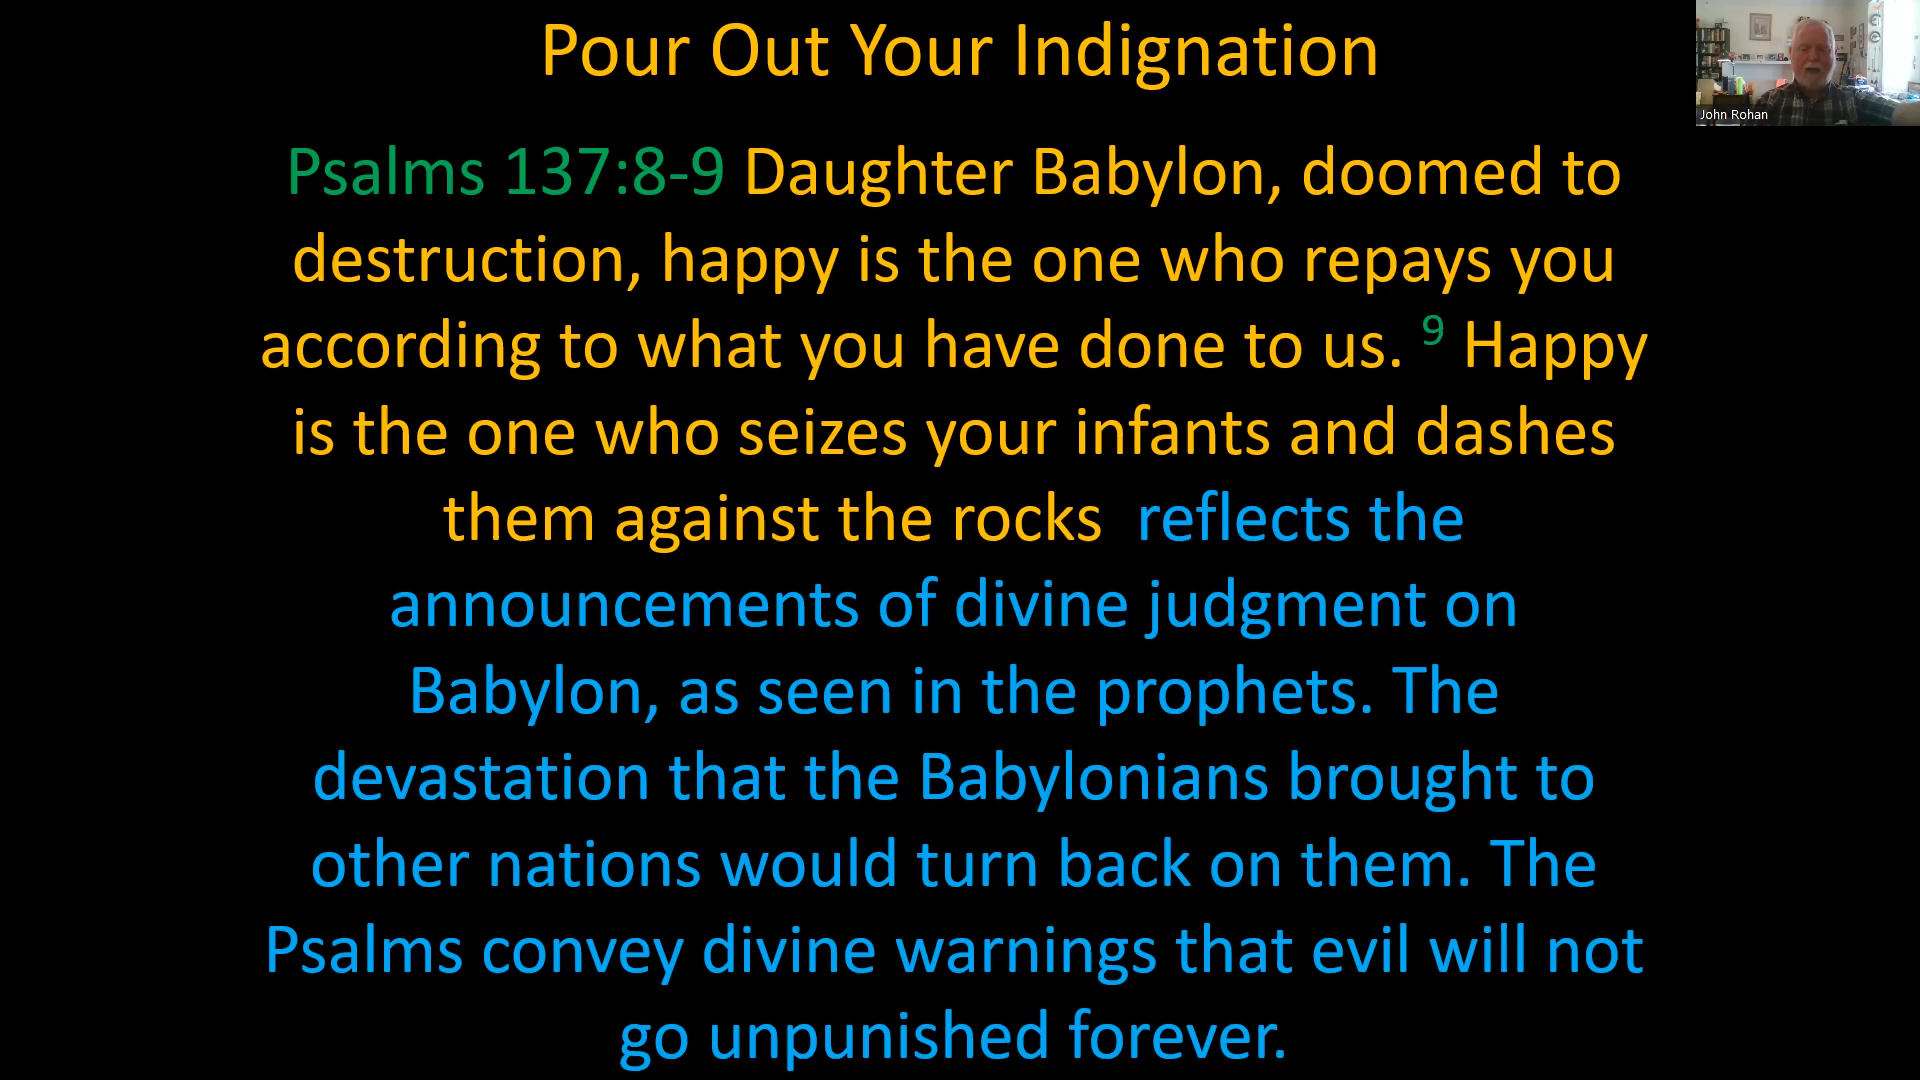 Pour Out Your Indignation
John Rohan
Psalms 137:8-9 Daughter Babylon, doomed to
destruction, happy is the one who repays you
according to what you have done to us. 9 Happy
is the one who seizes your infants and dashes
them against the rocks reflects the
announcements of divine judgment on
Babylon, as seen in the prophets. The
devastation that the Babylonians brought to
other nations would turn back on them. The
Psalms convey divine warnings that evil will not
go unpunished forever.